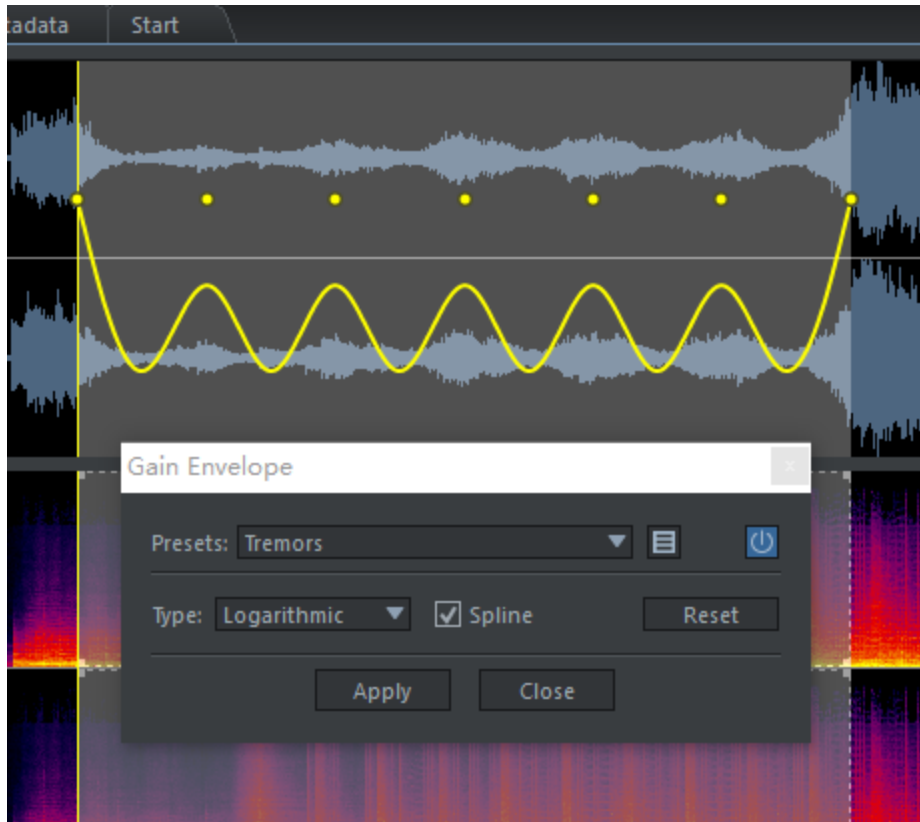 tadata Start
Gain Envelope
x
Presets: Tremors
Type: Logarithmic Spline Reset
Apply Close